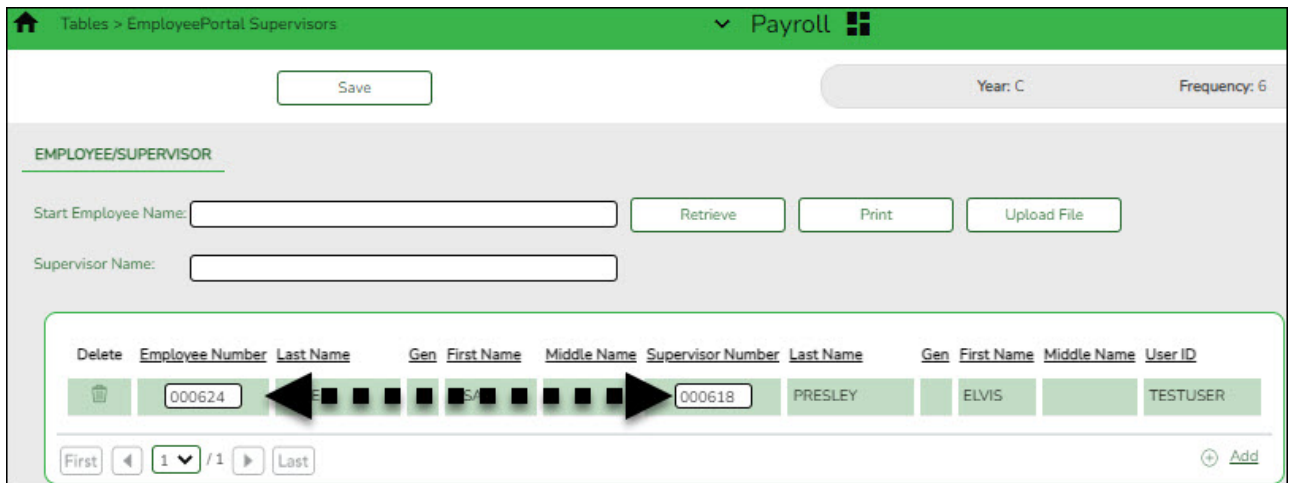 Tables > EmployeePortal Supervisors Payroll
Save Year: C Frequency: 6
EMPLOYEE/SUPERVISOR
Start Employee Name: Retrieve Print Upload File
Supervisor Name:
Delete Employee Number Last Name Gen First Name Middle Name Supervisor Number Last Name Gen First Name Middle Name User ID
000624 000618 PRESLEY ELVIS TESTUSER
First 1 / 1 Last Add